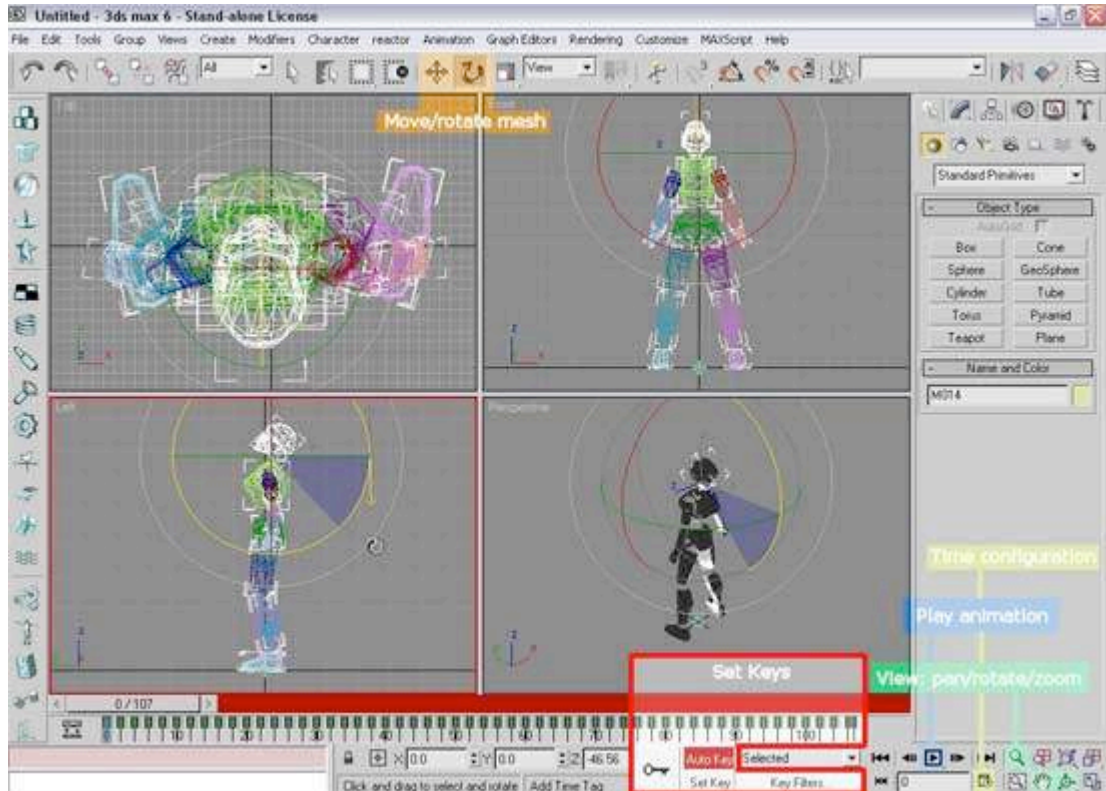 Untitled - 3ds max 6 - Stand-alone License
File Edit Tools Group Views Create Modifiers Character reactor Animation Graph Editors Rendering Customize MAXScript Help
All
View
Move/rotate mesh
Standard Primitives
- Object Type
AutoGrid
Box Cone
Sphere GeoSphere
Cylinder Tube
Torus Pyramid
Teapot Plane
- Name and Color
M014
Left
Perspective
Time configuration
Play animation
Set Keys
View: pan/rotate/zoom
< 0 / 107 >
10 20 30 40 50 80 90 100
X 0.0 Y 0.0 Z -46.56
Auto Key Selected
Click and drag to select and rotate Add Time Tag
Set Key Key Filters...
0